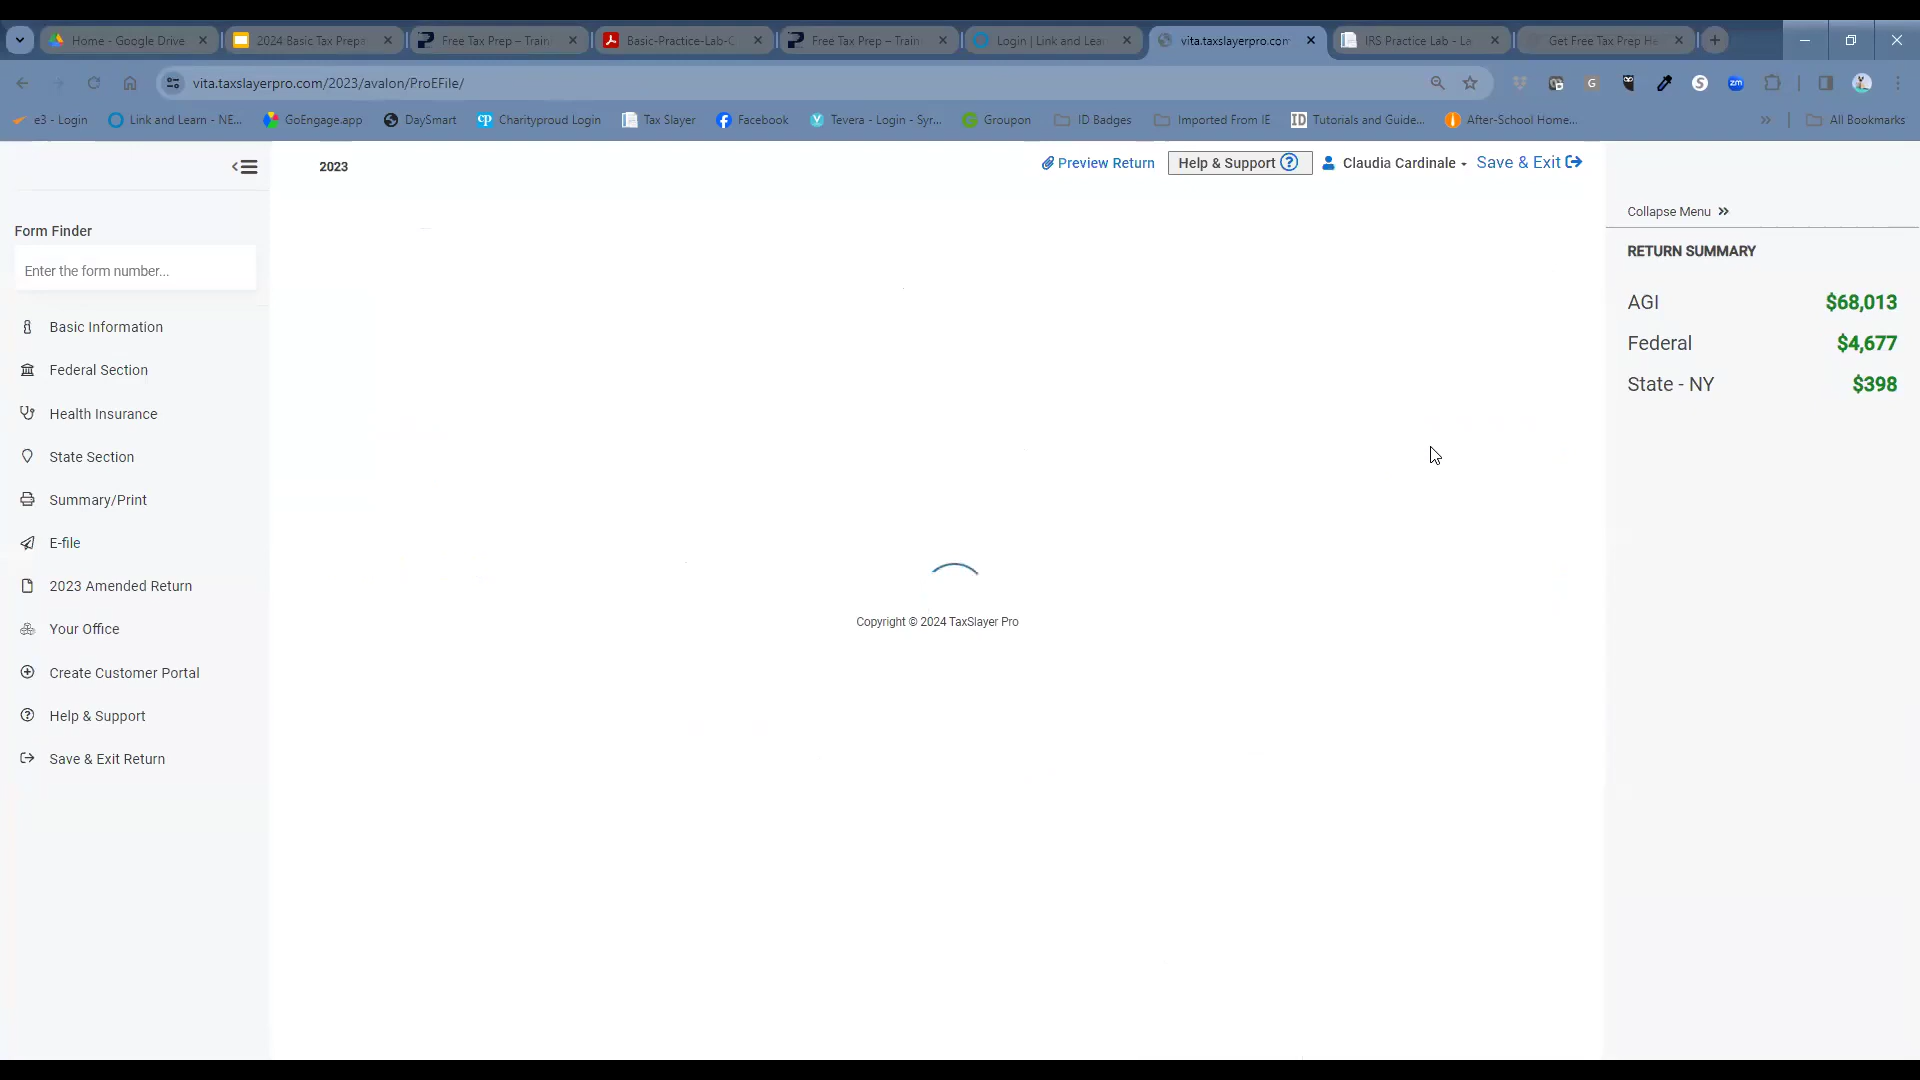 Home - Google Drive
2024 Basic Tax Prepa
Free Tax Prep – Train
Basic-Practice-Lab-C
Free Tax Prep – Train
Login | Link and Lea
vita.taxslayerpro.com
IRS Practice Lab - La
Get Free Tax Prep He
vita.taxslayerpro.com/2023/avalon/ProEFile/
e3 - Login
Link and Learn - NE...
GoEngage.app
DaySmart
Charityproud Login
Tax Slayer
Facebook
Tevera - Login - Syr...
Groupon
ID Badges
Imported From IE
Tutorials and Guide...
After-School Home...
All Bookmarks
2023
Preview Return
Help & Support
Claudia Cardinale
Save & Exit
Form Finder
Enter the form number...
Basic Information
Federal Section
Health Insurance
State Section
Summary/Print
E-file
2023 Amended Return
Your Office
Create Customer Portal
Help & Support
Save & Exit Return
Copyright © 2024 TaxSlayer Pro
Collapse Menu
RETURN SUMMARY
AGI $68,013
Federal $4,677
State - NY $398